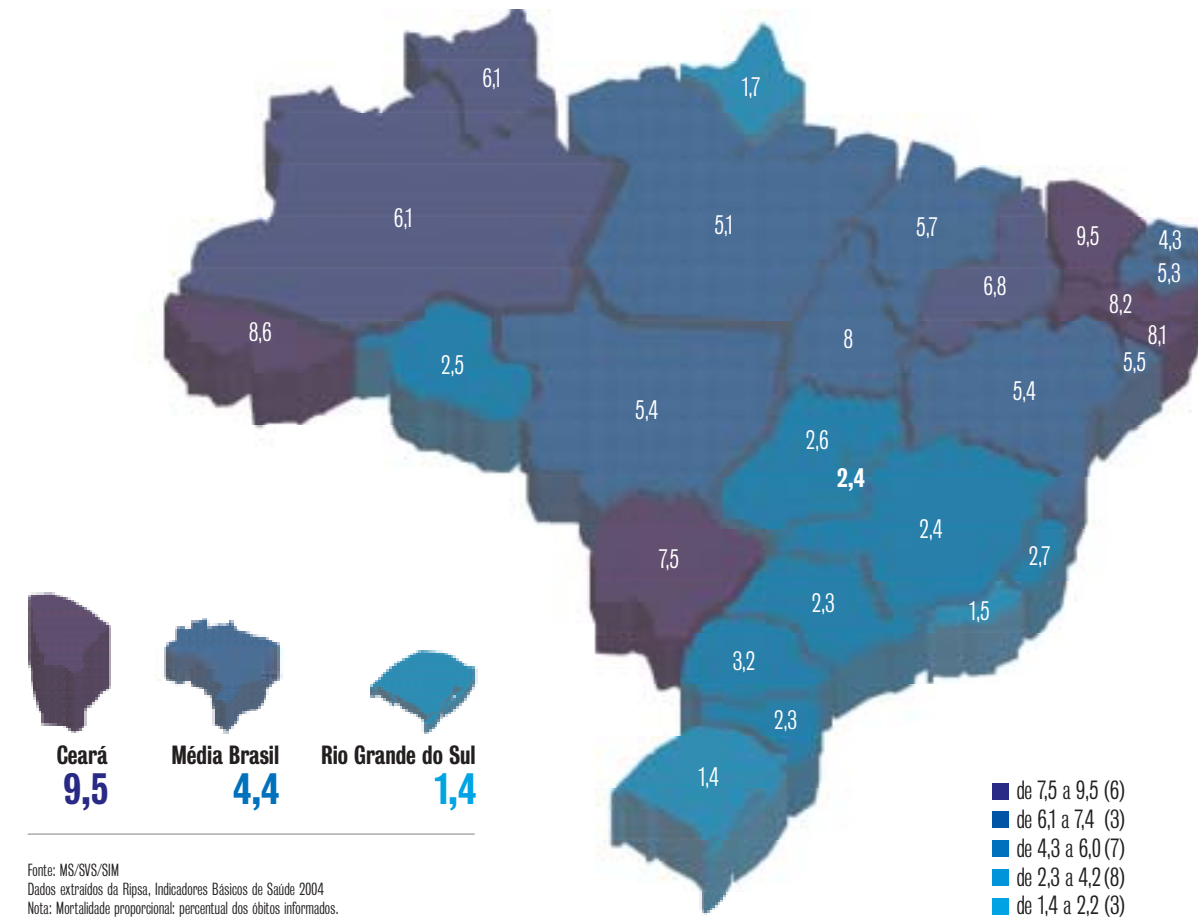 6,1
1,7
6,1
5,1
5,7
9,5
4,3
5,3
6,8
8,2
8,1
8,6
2,5
8
5,5
5,4
5,4
2,6
2,4
2,4
7,5
2,7
2,3
1,5
3,2
2,3
1,4
Ceará
9,5
Média Brasil
4,4
Rio Grande do Sul
1,4
de 7,5 a 9,5 (6)
de 6,1 a 7,4 (3)
de 4,3 a 6,0 (7)
de 2,3 a 4,2 (8)
de 1,4 a 2,2 (3)
Fonte: MS/SVS/SIM
Dados extraídos da Ripsa, Indicadores Básicos de Saúde 2004
Nota: Mortalidade proporcional: percentual dos óbitos informados.